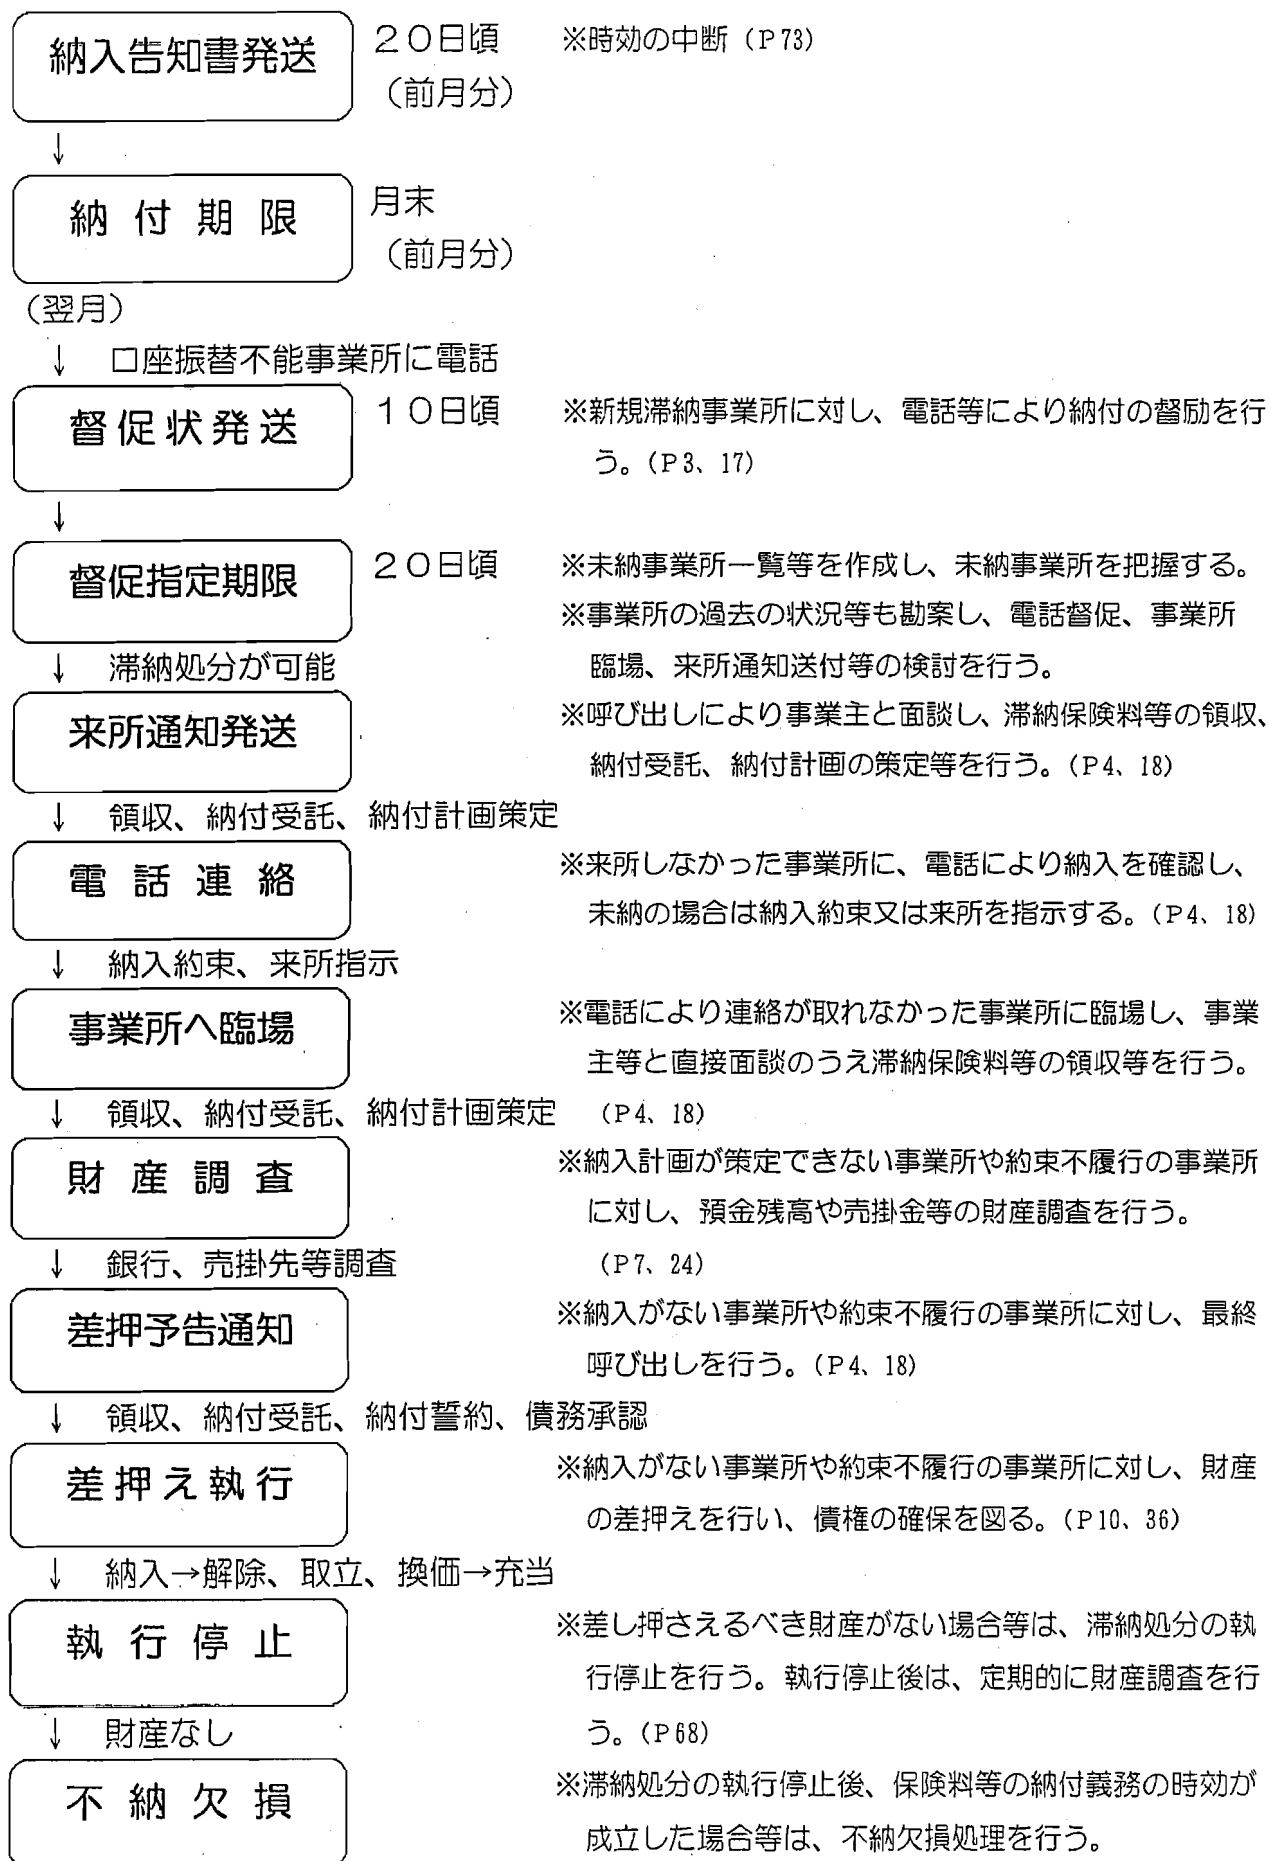 納入告知書発送 20日頃 ※時効の中断（P73）
（前月分）
↓
納付期限 月末
（前月分）
（翌月）
↓ 口座振替不能事業所に電話
督促状発送 10日頃 ※新規滞納事業所に対し、電話等により納付の督励を行
う。（P3、17）
↓
督促指定期限 20日頃 ※未納事業所一覧等を作成し、未納事業所を把握する。
※事業所の過去の状況等も勘案し、電話督促、事業所
↓ 滞納処分が可能 臨場、来所通知送付等の検討を行う。
来所通知発送 ※呼び出しにより事業主と面談し、滞納保険料等の領収、
納付受託、納付計画の策定等を行う。（P4、18）
↓ 領収、納付受託、納付計画策定
電話連絡 ※来所しなかった事業所に、電話により納入を確認し、
未納の場合は納入約束又は来所を指示する。（P4、18）
↓ 納入約束、来所指示
事業所へ臨場 ※電話により連絡が取れなかった事業所に臨場し、事業
主等と直接面談のうえ滞納保険料等の領収等を行う。
↓ 領収、納付受託、納付計画策定 （P4、18）
財産調査 ※納入計画が策定できない事業所や約束不履行の事業所
に対し、預金残高や売掛金等の財産調査を行う。
↓ 銀行、売掛先等調査 （P7、24）
差押予告通知 ※納入がない事業所や約束不履行の事業所に対し、最終
呼び出しを行う。（P4、18）
↓ 領収、納付受託、納付誓約、債務承認
差押え執行 ※納入がない事業所や約束不履行の事業所に対し、財産
の差押えを行い、債権の確保を図る。（P10、36）
↓ 納入→解除、取立、換価→充当
執行停止 ※差し押さえるべき財産がない場合等は、滞納処分の執
行停止を行う。執行停止後は、定期的に財産調査を行
↓ 財産なし う。（P68）
不納欠損 ※滞納処分の執行停止後、保険料等の納付義務の時効が
成立した場合等は、不納欠損処理を行う。